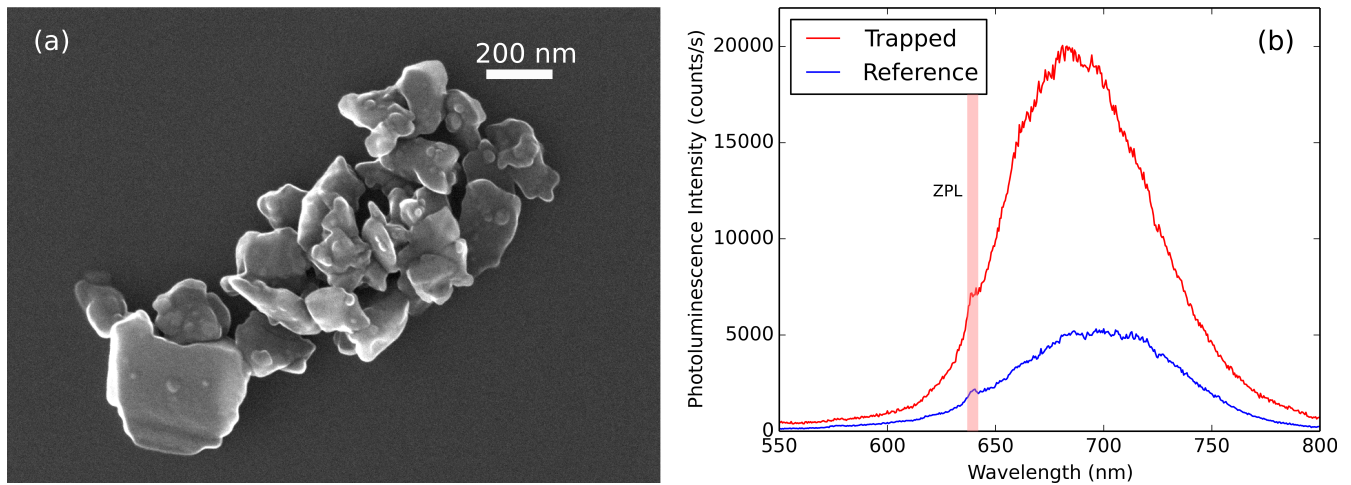 (a)
200 nm
(b)
Trapped
Reference
ZPL
Photoluminescence Intensity (counts/s)
20000
15000
10000
5000
0
550 600 650 700 750 800
Wavelength (nm)